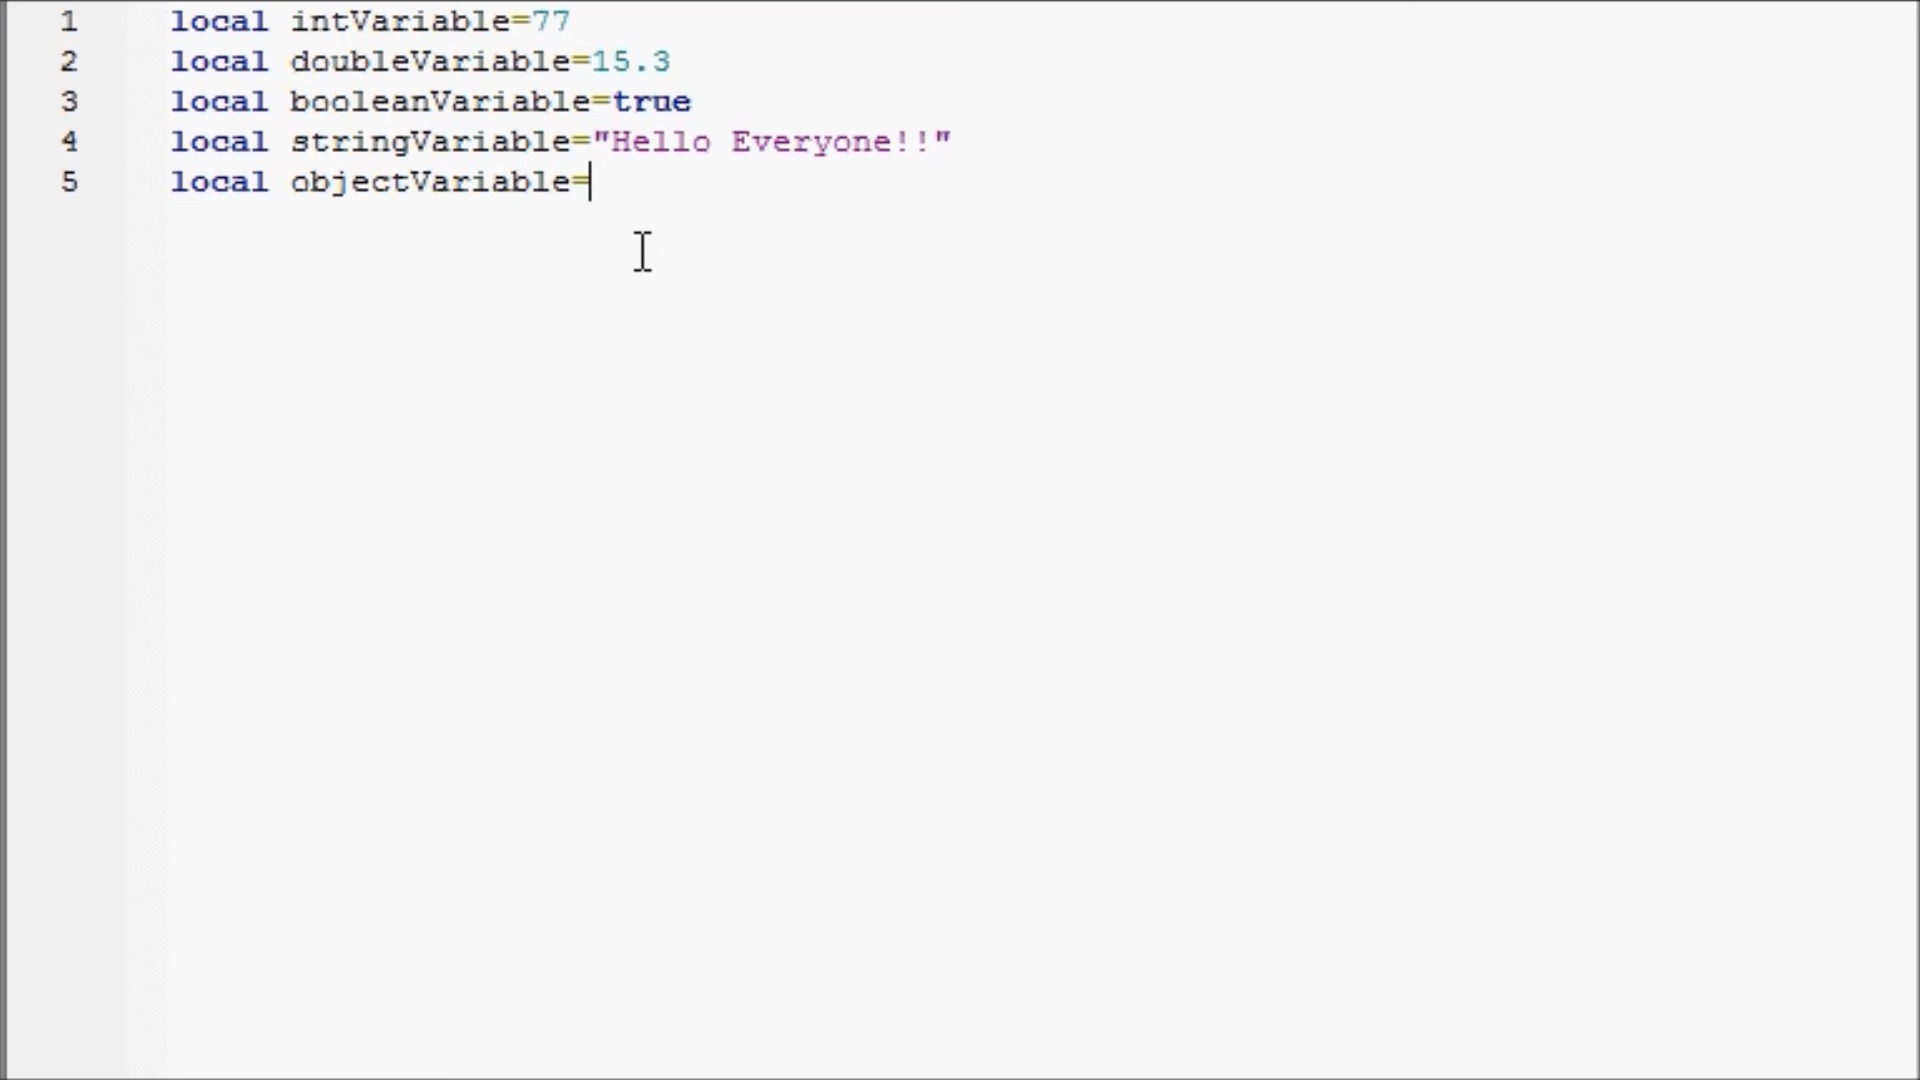 1 local intVariable=77
2 local doubleVariable=15.3
3 local booleanVariable=true
4 local stringVariable="Hello Everyone!!"
5 local objectVariable=